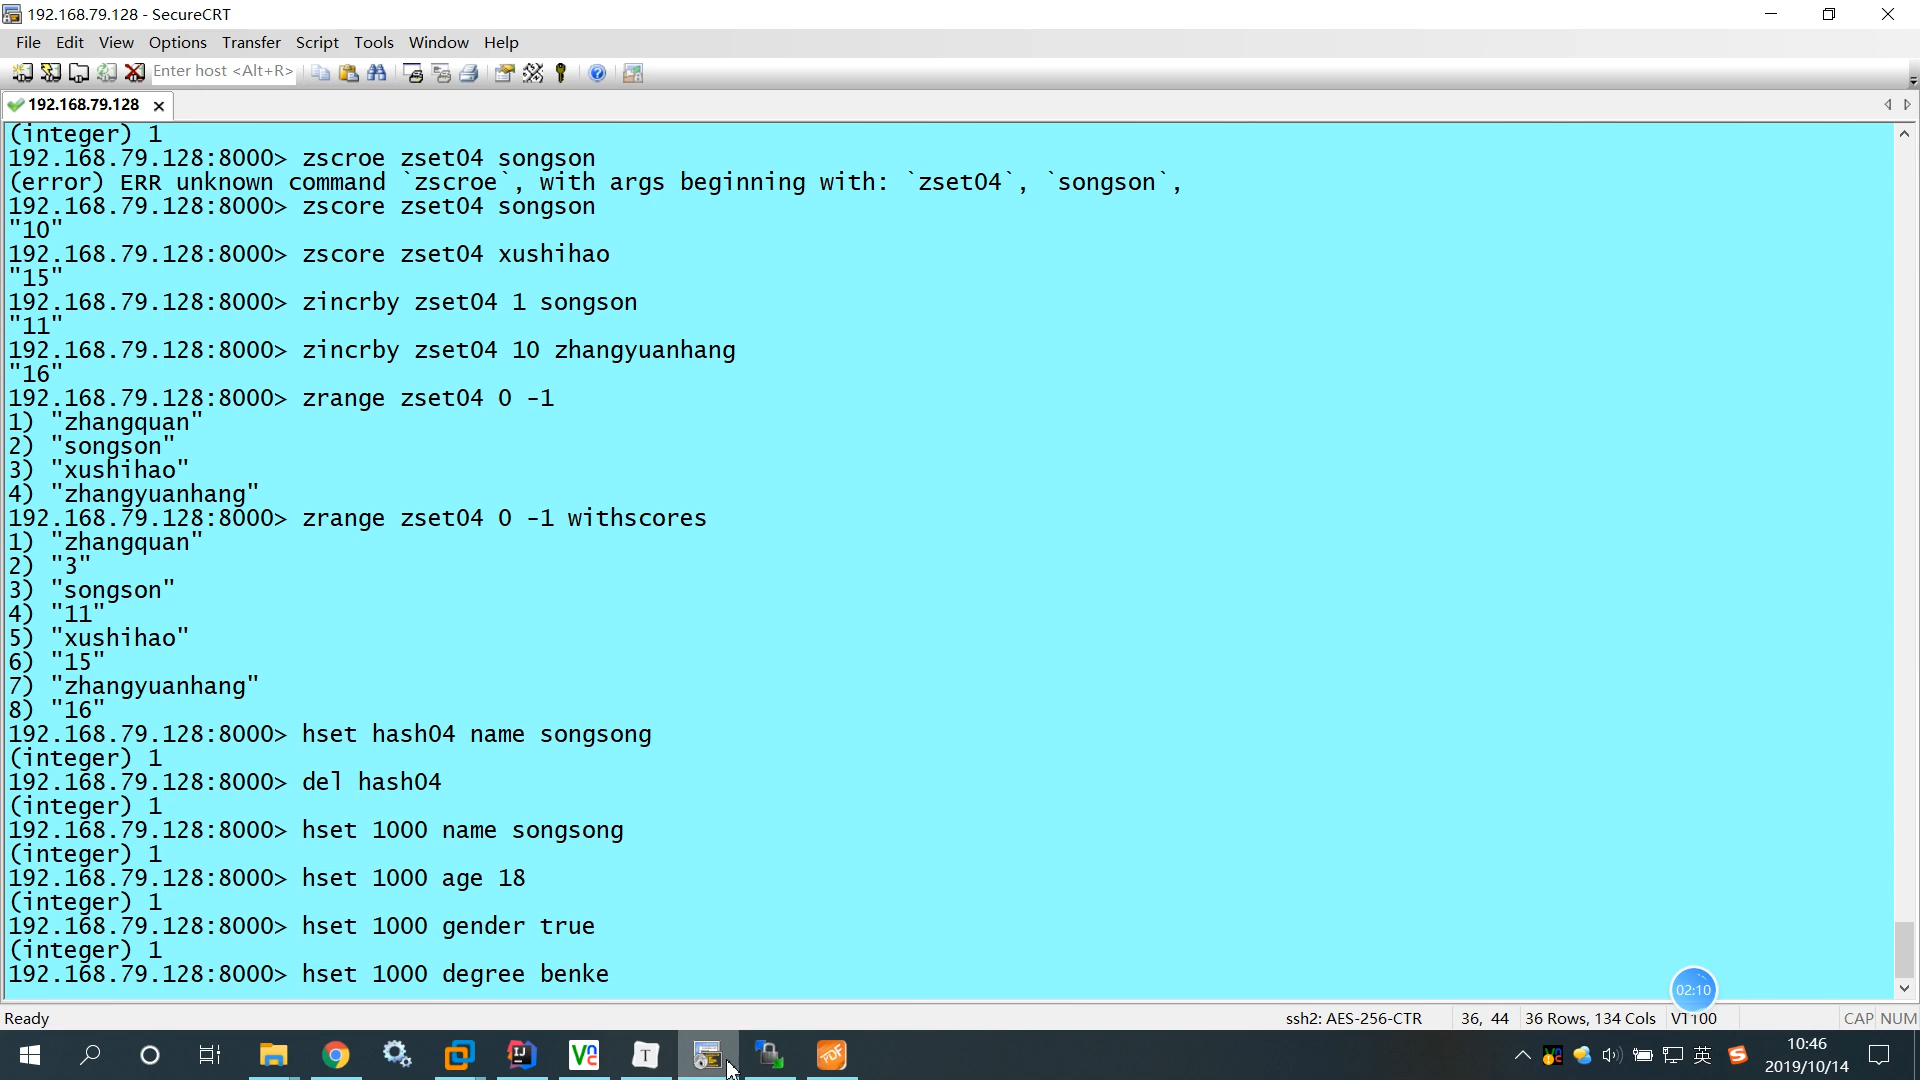 192.168.79.128 - SecureCRT
File Edit View Options Transfer Script Tools Window Help
Enter host <Alt+R>
192.168.79.128
(integer) 1
192.168.79.128:8000> zscroe zset04 songson
(error) ERR unknown command `zscroe`, with args beginning with: `zset04`, `songson`,
192.168.79.128:8000> zscore zset04 songson
"10"
192.168.79.128:8000> zscore zset04 xushihao
"15"
192.168.79.128:8000> zincrby zset04 1 songson
"11"
192.168.79.128:8000> zincrby zset04 10 zhangyuanhang
"16"
192.168.79.128:8000> zrange zset04 0 -1
1) "zhangquan"
2) "songson"
3) "xushihao"
4) "zhangyuanhang"
192.168.79.128:8000> zrange zset04 0 -1 withscores
1) "zhangquan"
2) "3"
3) "songson"
4) "11"
5) "xushihao"
6) "15"
7) "zhangyuanhang"
8) "16"
192.168.79.128:8000> hset hash04 name songsong
(integer) 1
192.168.79.128:8000> del hash04
(integer) 1
192.168.79.128:8000> hset 1000 name songsong
(integer) 1
192.168.79.128:8000> hset 1000 age 18
(integer) 1
192.168.79.128:8000> hset 1000 gender true
(integer) 1
192.168.79.128:8000> hset 1000 degree benke
02:10
Ready ssh2: AES-256-CTR 36, 44 36 Rows, 134 Cols VT100 CAP NUM
T
英
10:46
2019/10/14